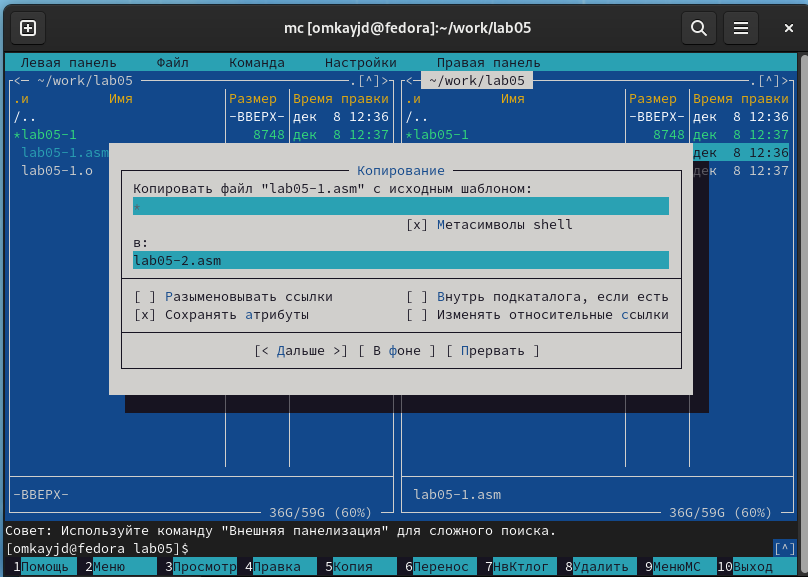 mc [omkayjd@fedora]:~/work/lab05
Левая панель Файл Команда Настройки Правая панель
<— ~/work/lab05 .[^]> <— ~/work/lab05 .[^]>
.и Имя Размер Время правки .и Имя Размер Время правки
/.. -ВВЕРХ- дек 8 12:36 /.. -ВВЕРХ- дек 8 12:36
*lab05-1 8748 дек 8 12:37 *lab05-1 8748 дек 8 12:37
lab05-1.asm дек 8 12:36
lab05-1.o дек 8 12:37
Копирование
Копировать файл "lab05-1.asm" с исходным шаблоном:
*
[x] Метасимволы shell
в:
lab05-2.asm
[ ] Разыменовывать ссылки [ ] Внутрь подкаталога, если есть
[x] Сохранять атрибуты [ ] Изменять относительные ссылки
[< Дальше >] [ В фоне ] [ Прервать ]
-ВВЕРХ- lab05-1.asm
36G/59G (60%) 36G/59G (60%)
Совет: Используйте команду "Внешняя панелизация" для сложного поиска.
[omkayjd@fedora lab05]$ [^]
1Помощь 2Меню 3Просмотр 4Правка 5Копия 6Перенос 7НвКтлог 8Удалить 9МенюMC 10Выход